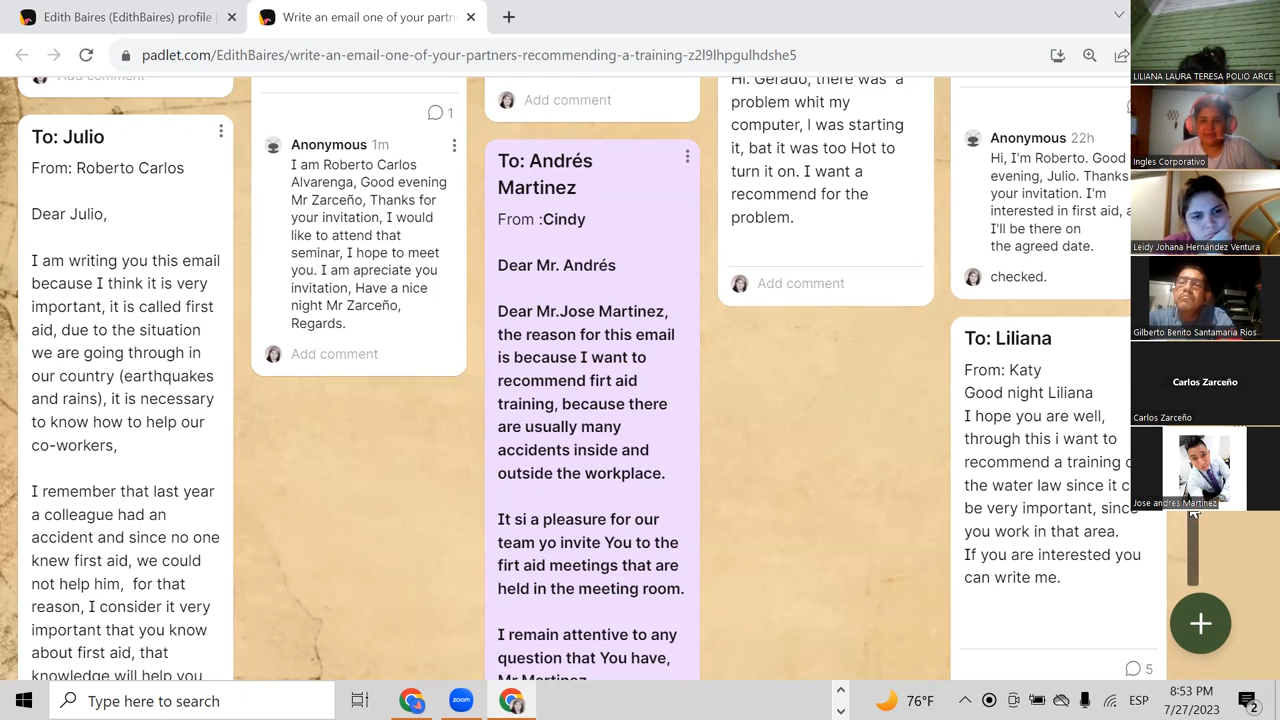 Edith Baires (EdithBaires) profile |
Write an email one of your partn
padlet.com/EdithBaires/write-an-email-one-of-your-partners-recommending-a-training-z2l9lhpgulhdshe5
Add comment
To: Julio
From: Roberto Carlos
Dear Julio,
I am writing you this email
because I think it is very
important, it is called first
aid, due to the situation
we are going through in
our country (earthquakes
and rains), it is necessary
to know how to help our
co-workers,
I remember that last year
a colleague had an
accident and since no one
knew first aid, we could
not help him,  for that
reason, I consider it very
important that you know
about first aid, that
knowledge will help you
1
Anonymous 1m
I am Roberto Carlos
Alvarenga, Good evening
Mr Zarceño, Thanks for
your invitation, I would
like to attend that
seminar, I hope to meet
you. I am apreciate you
invitation, Have a nice
night Mr Zarceño,
Regards.
Add comment
Add comment
To: Andrés
Martinez
From :Cindy
Dear Mr. Andrés
Dear Mr.Jose Martinez,
the reason for this email
is because I want to
recommend firt aid
training, because there
are usually many
accidents inside and
outside the workplace.
It si a pleasure for our
team yo invite You to the
firt aid meetings that are
held in the meeting room.
I remain attentive to any
question that You have,
Mr Martinez
Hi. Gerado, there was a
problem whit my
computer, I was starting
it, bat it was too Hot to
turn it on. I want a
recommend for the
problem.
Add comment
Anonymous 22h
Hi, I'm Roberto. Good
evening, Julio. Thanks
your invitation. I'm
interested in first aid, a
I'll be there on
the agreed date.
checked.
To: Liliana
From: Katy
Good night Liliana
I hope you are well,
through this i want to
recommend a training
the water law since it c
be very important, since
you work in that area.
If you are interested you
can write me.
5
LILIANA LAURA TERESA POLIO ARCE
Ingles Corporativo
Leidy Johana Hernández Ventura
Gilberto Benito Santamaria Rios
Carlos Zarceño
Carlos Zarceño
Jose andres Martinez
Type here to search
zoom
76°F
ESP
8:53 PM
7/27/2023
2